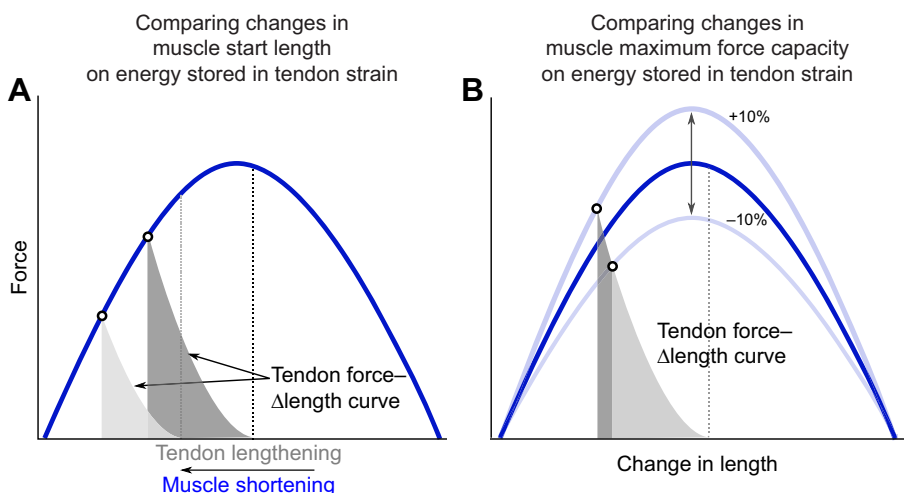 Comparing changes in
muscle start length
on energy stored in tendon strain
A
Force
Tendon force–
Δlength curve
Tendon lengthening
Muscle shortening
Comparing changes in
muscle maximum force capacity
on energy stored in tendon strain
B
+10%
–10%
Tendon force–
Δlength curve
Change in length